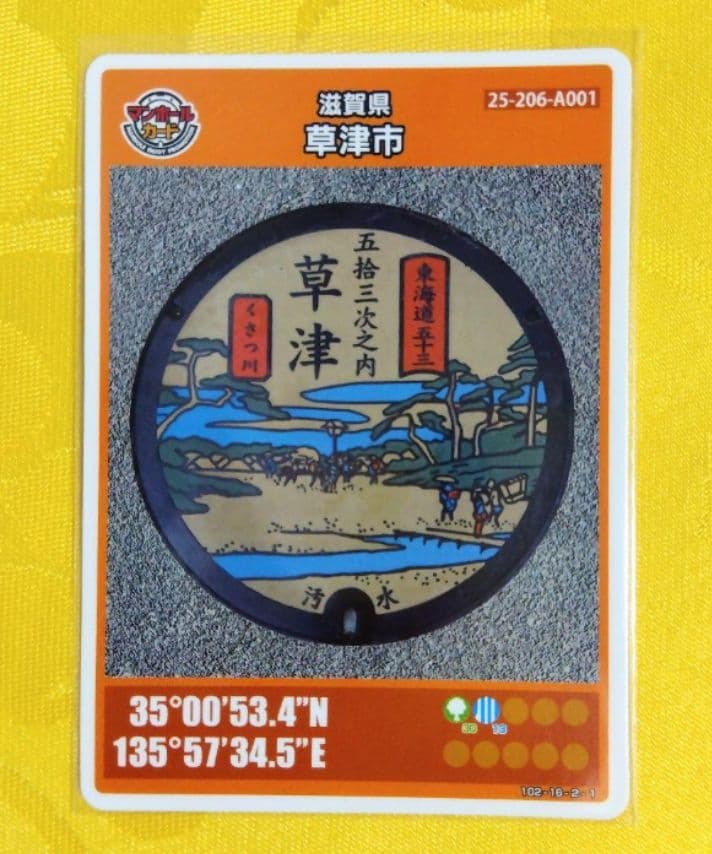 マンホール
カード
滋賀県
草津市
25-206-A001
東海道五十三
五拾三次之内
草津
くさつ川
汚 水
35°00'53.4"N
135°57'34.5"E
13
102-16-2-1